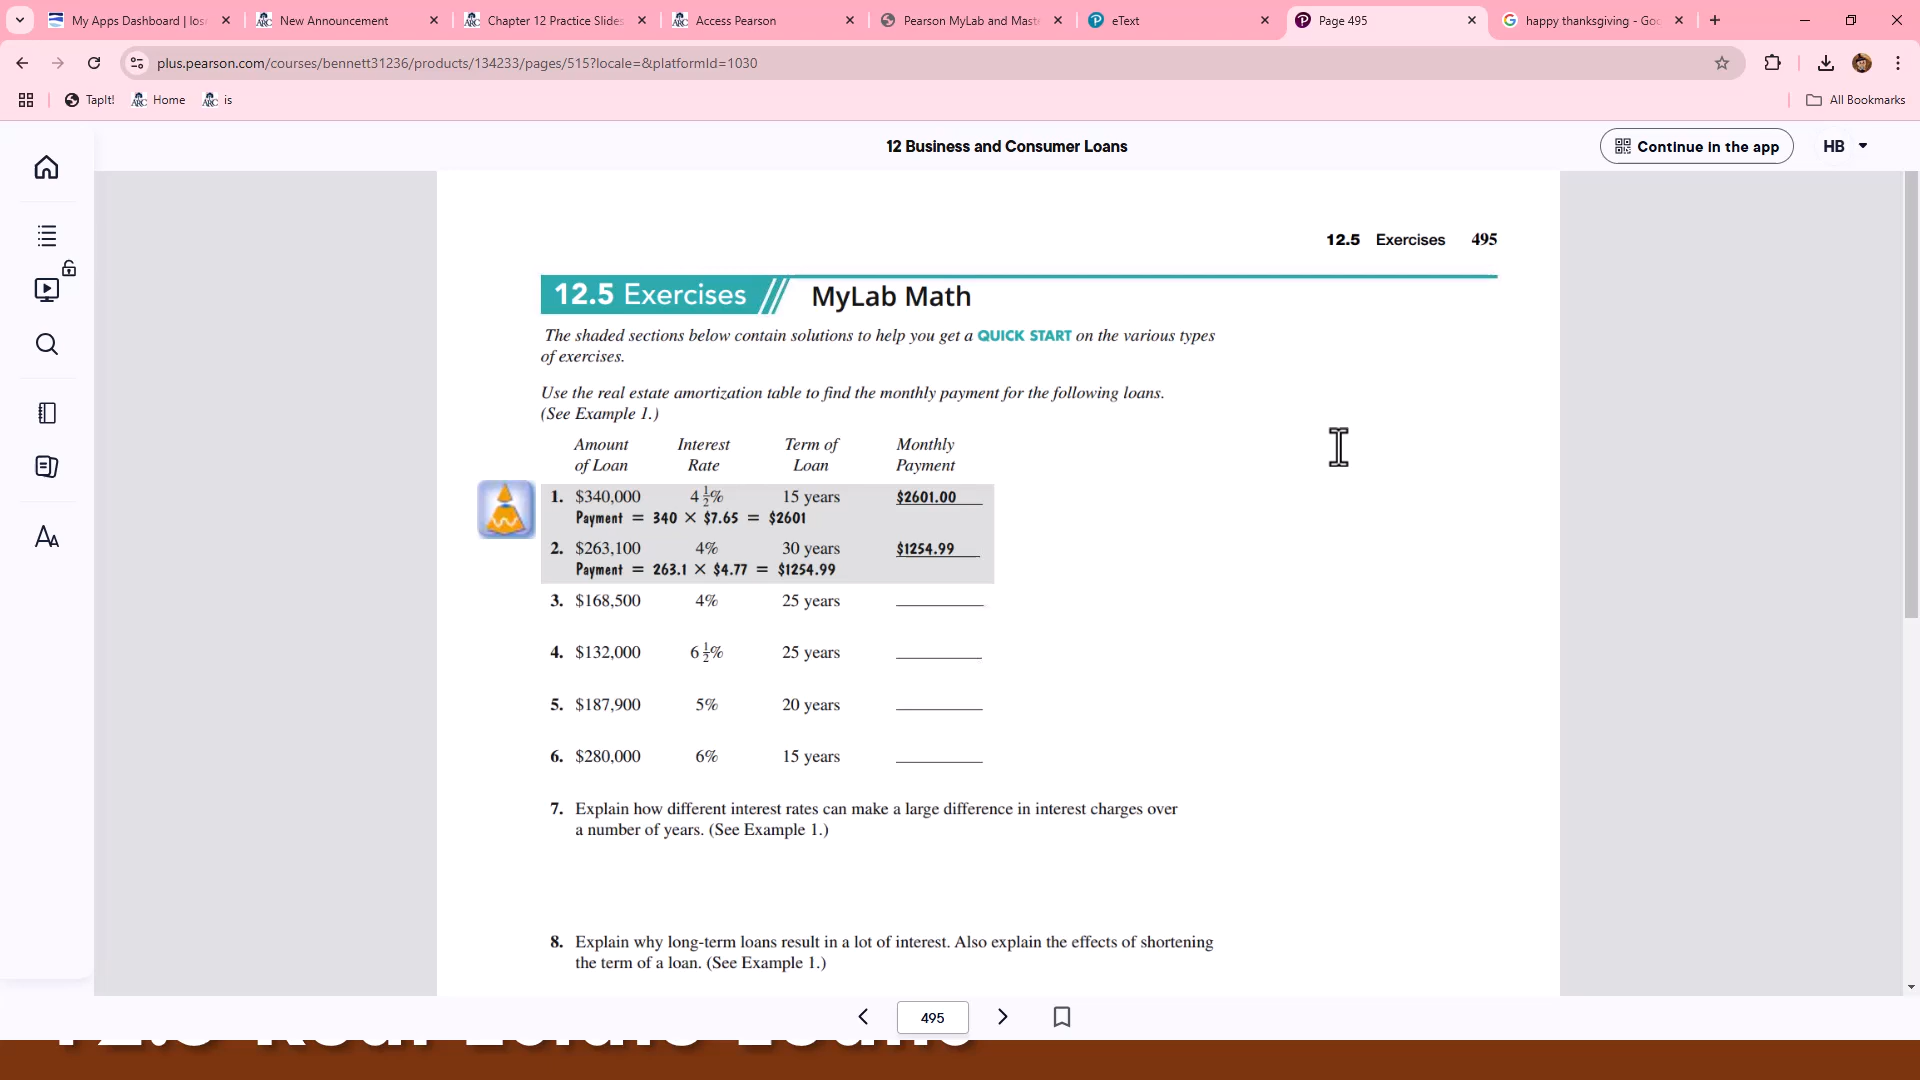 My Apps Dashboard | los
New Announcement
Chapter 12 Practice Slides
Access Pearson
Pearson MyLab and Mast
eText
Page 495
happy thanksgiving - Goo
plus.pearson.com/courses/bennett31236/products/134233/pages/515?locale=&platformId=1030
TapIt!
Home
is
All Bookmarks
12 Business and Consumer Loans
Continue in the app
HB
12.5 Exercises 495
12.5 Exercises MyLab Math
The shaded sections below contain solutions to help you get a QUICK START on the various types
of exercises.
Use the real estate amortization table to find the monthly payment for the following loans.
(See Example 1.)
Amount Interest Term of Monthly
of Loan Rate Loan Payment
1. $340,000 4 1/2% 15 years $2601.00
Payment = 340 × $7.65 = $2601
2. $263,100 4% 30 years $1254.99
Payment = 263.1 × $4.77 = $1254.99
3. $168,500 4% 25 years
4. $132,000 6 1/2% 25 years
5. $187,900 5% 20 years
6. $280,000 6% 15 years
7. Explain how different interest rates can make a large difference in interest charges over
a number of years. (See Example 1.)
8. Explain why long-term loans result in a lot of interest. Also explain the effects of shortening
the term of a loan. (See Example 1.)
495